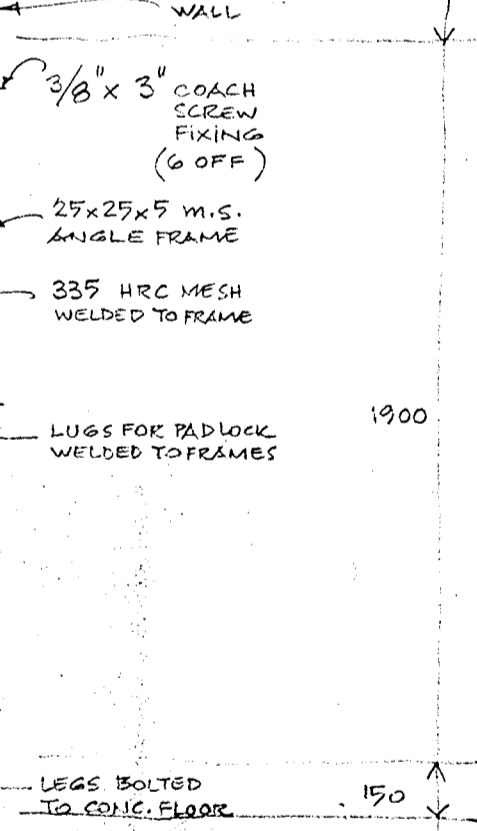 WALL
3/8" x 3" COACH
SCREW
FIXING
(6 OFF)
25x25x5 m.s.
ANGLE FRAME
335 HRC MESH
WELDED TO FRAME
1900
LUGS FOR PADLOCK
WELDED TO FRAMES
LEGS BOLTED
TO CONC. FLOOR
150